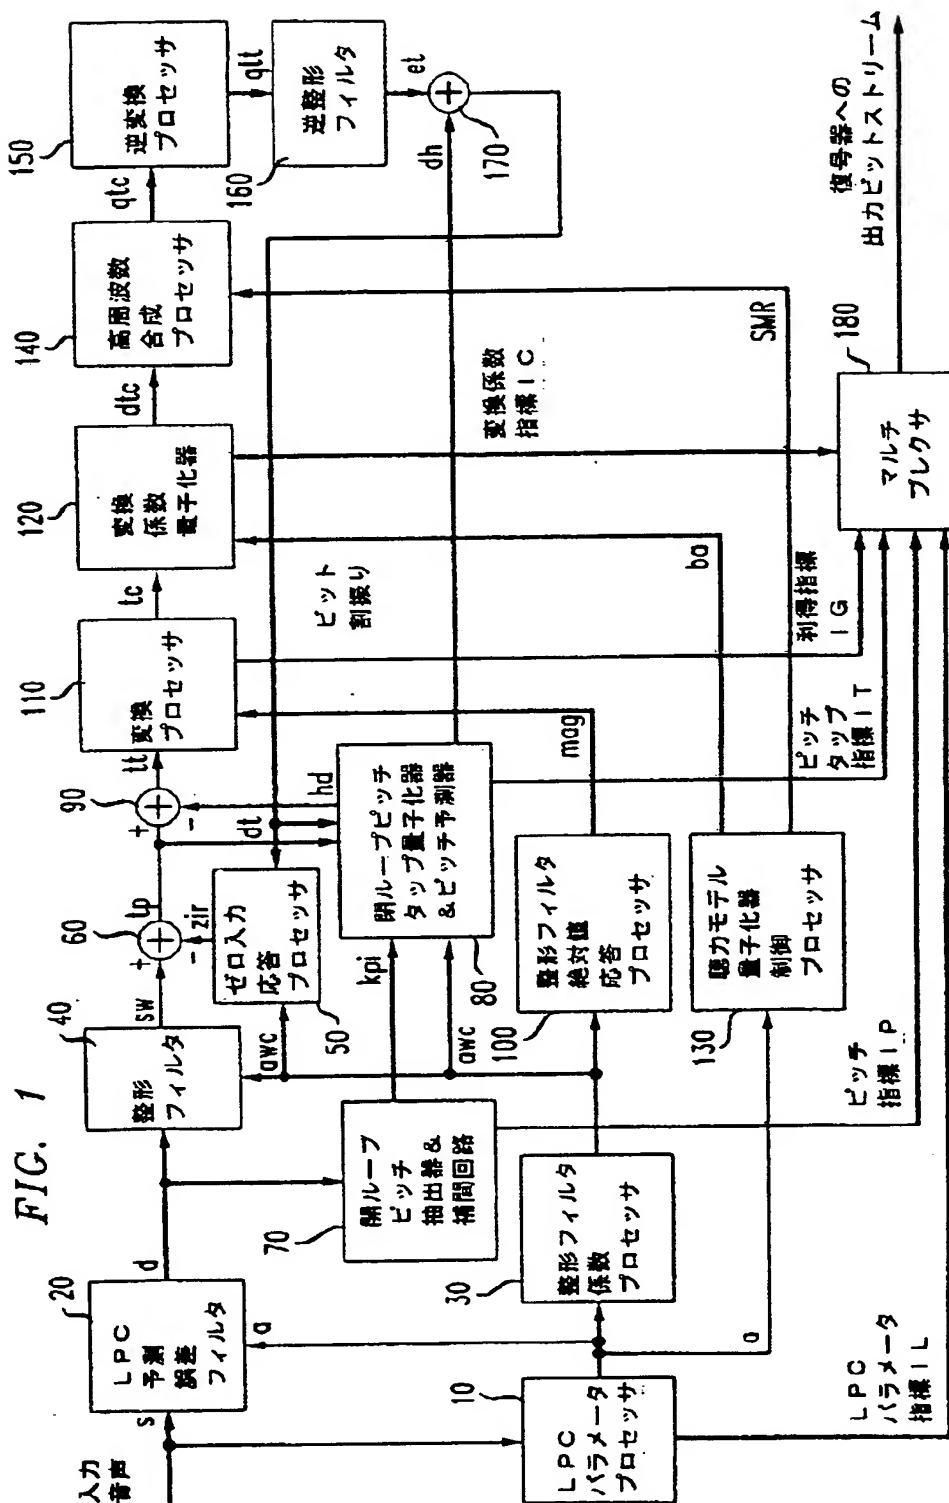 FIG. 1
入力
音声
s
20
LPC
予測
誤差
フィルタ
d
a
10
LPC
パラメータ
プロセッサ
a
LPC
パラメータ
指標IL
40
整形
フィルタ
sw
60
+
-
tp
zir
90
+
-
tt
hd
dt
awc
ゼロ入力
応答
プロセッサ
50
70
開ループ
ピッチ
抽出器&
補間回路
kpi
awc
閉ループピッチ
タップ量子化器
&ピッチ予測器
80
30
整形フィルタ
係数
プロセッサ
100
整形フィルタ
絶対値
応答
プロセッサ
mag
130
聴力モデル
量子化器
制御
プロセッサ
ba
SMR
ピッチ
指標IP
ピッチ
タップ
指標IT
利得指標
IG
ビット
割振り
変換係数
指標IC
110
変換
プロセッサ
tc
120
変換
係数
量子化器
dtc
140
高周波数
合成
プロセッサ
qtc
150
逆変換
プロセッサ
qlt
160
逆整形
フィルタ
et
dh
170
180
マルチ
プレクサ
復号器への
出力ビットストリーム